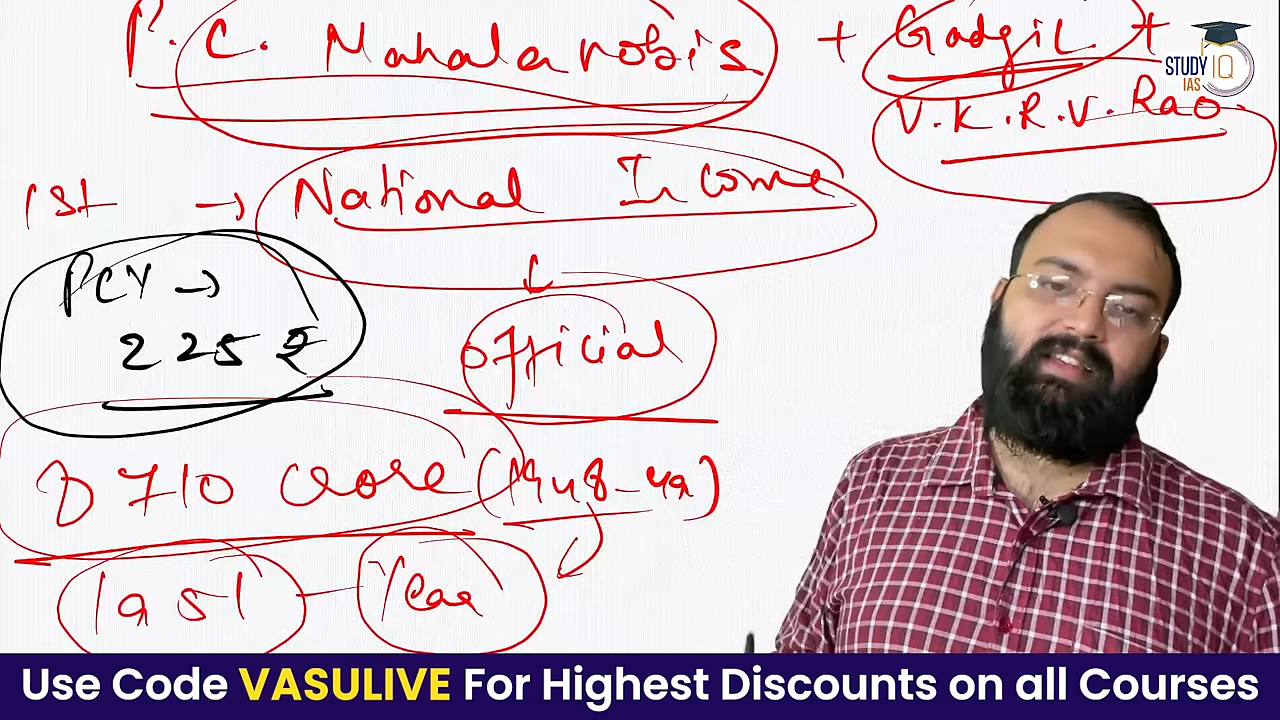 P. C. Mahalanobis + Gadgil +
V. K. R. V. Rao.
STUDY IQ
IAS
1st → National Income
PCY →
225 ₹
official
8710 crore (1948-49)
last year
Use Code VASULIVE For Highest Discounts on all Courses